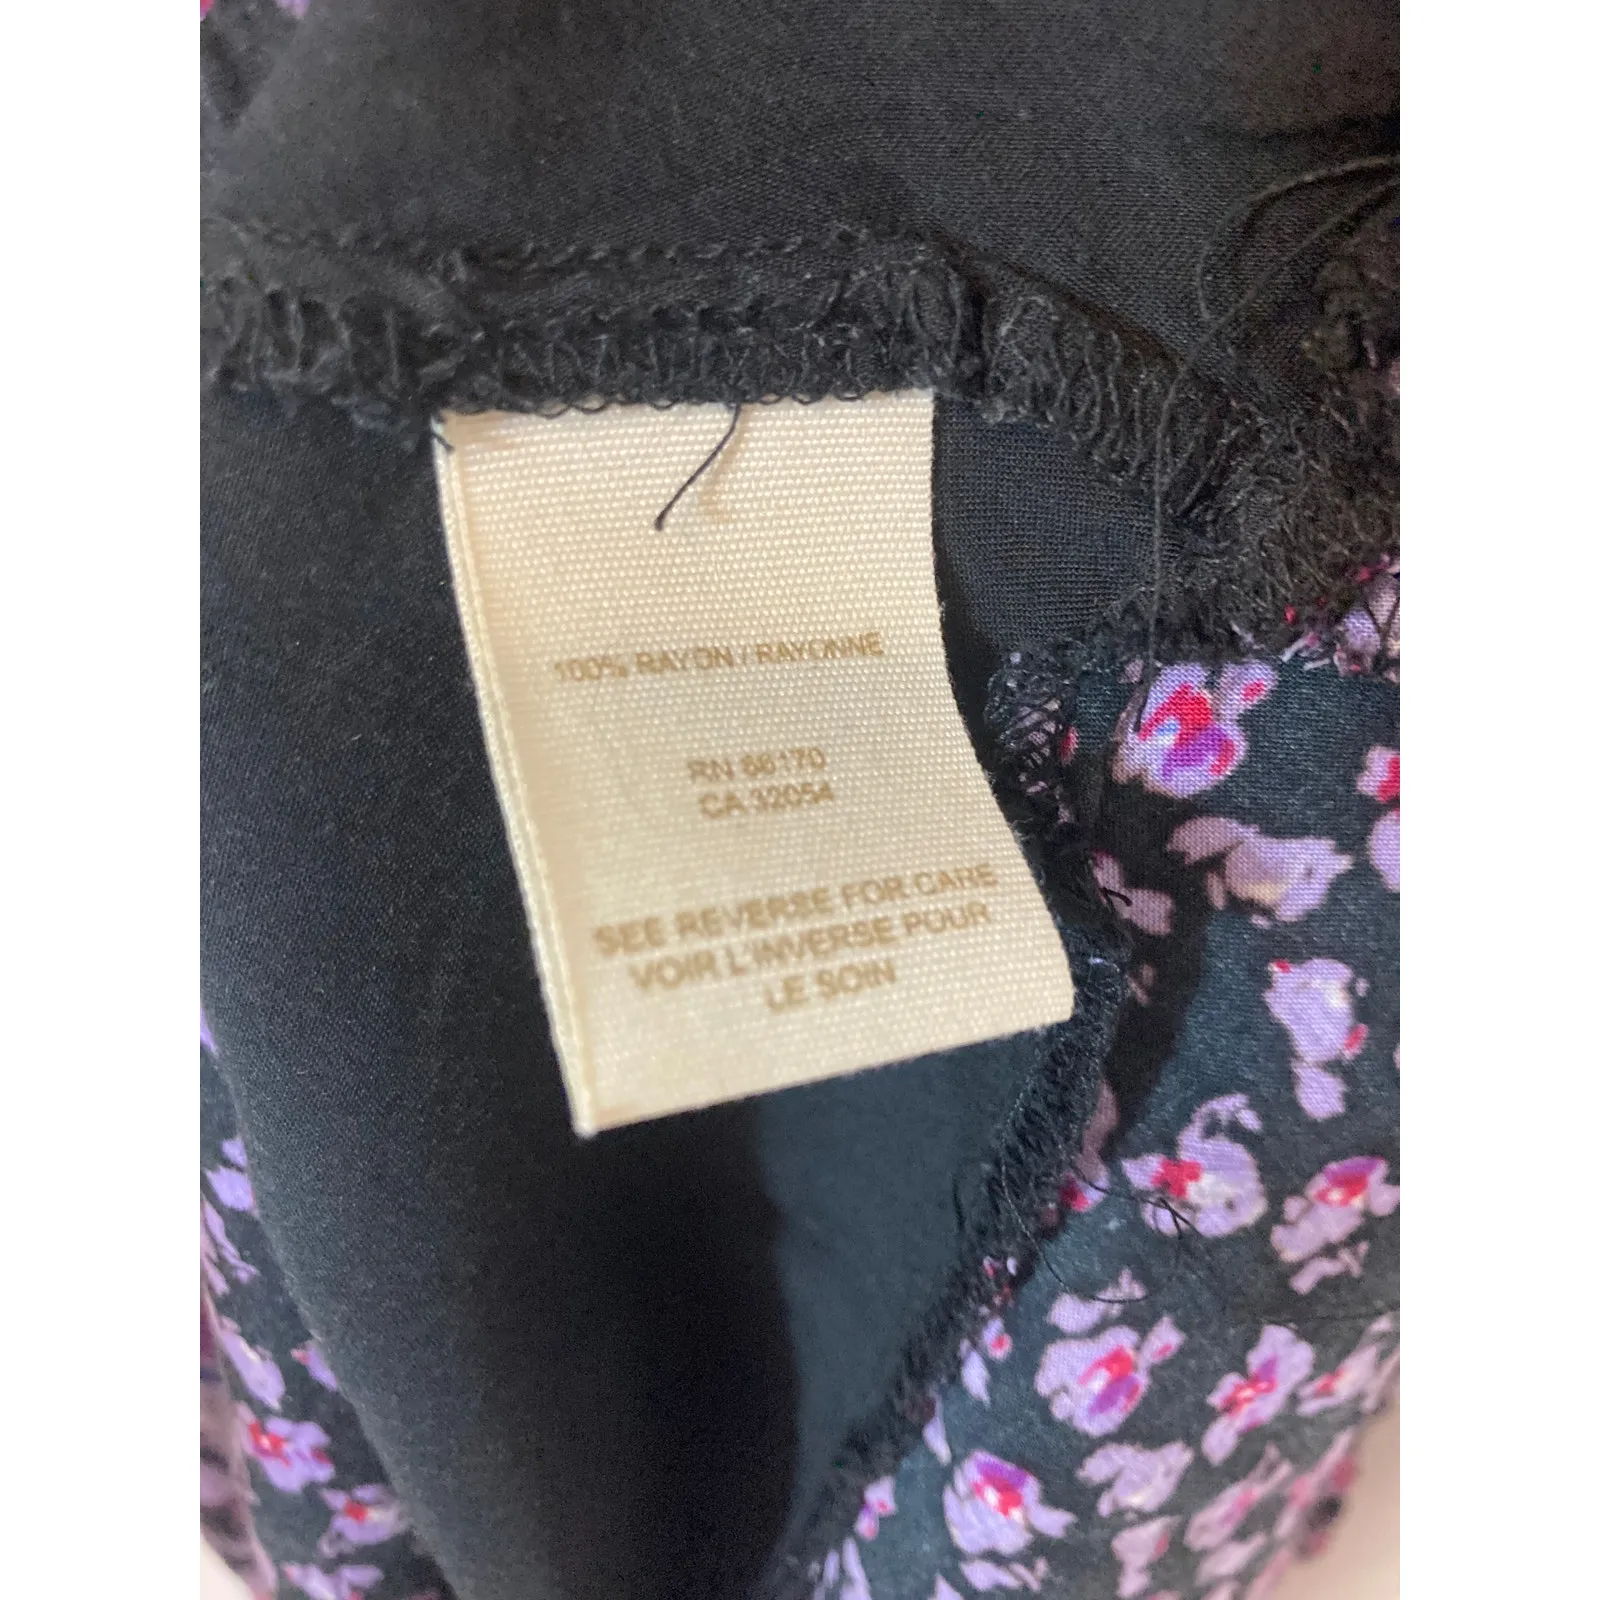 100% RAYON / RAYONNE
RN 66170
CA 32054
SEE REVERSE FOR CARE
VOIR L'INVERSE POUR
LE SOIN